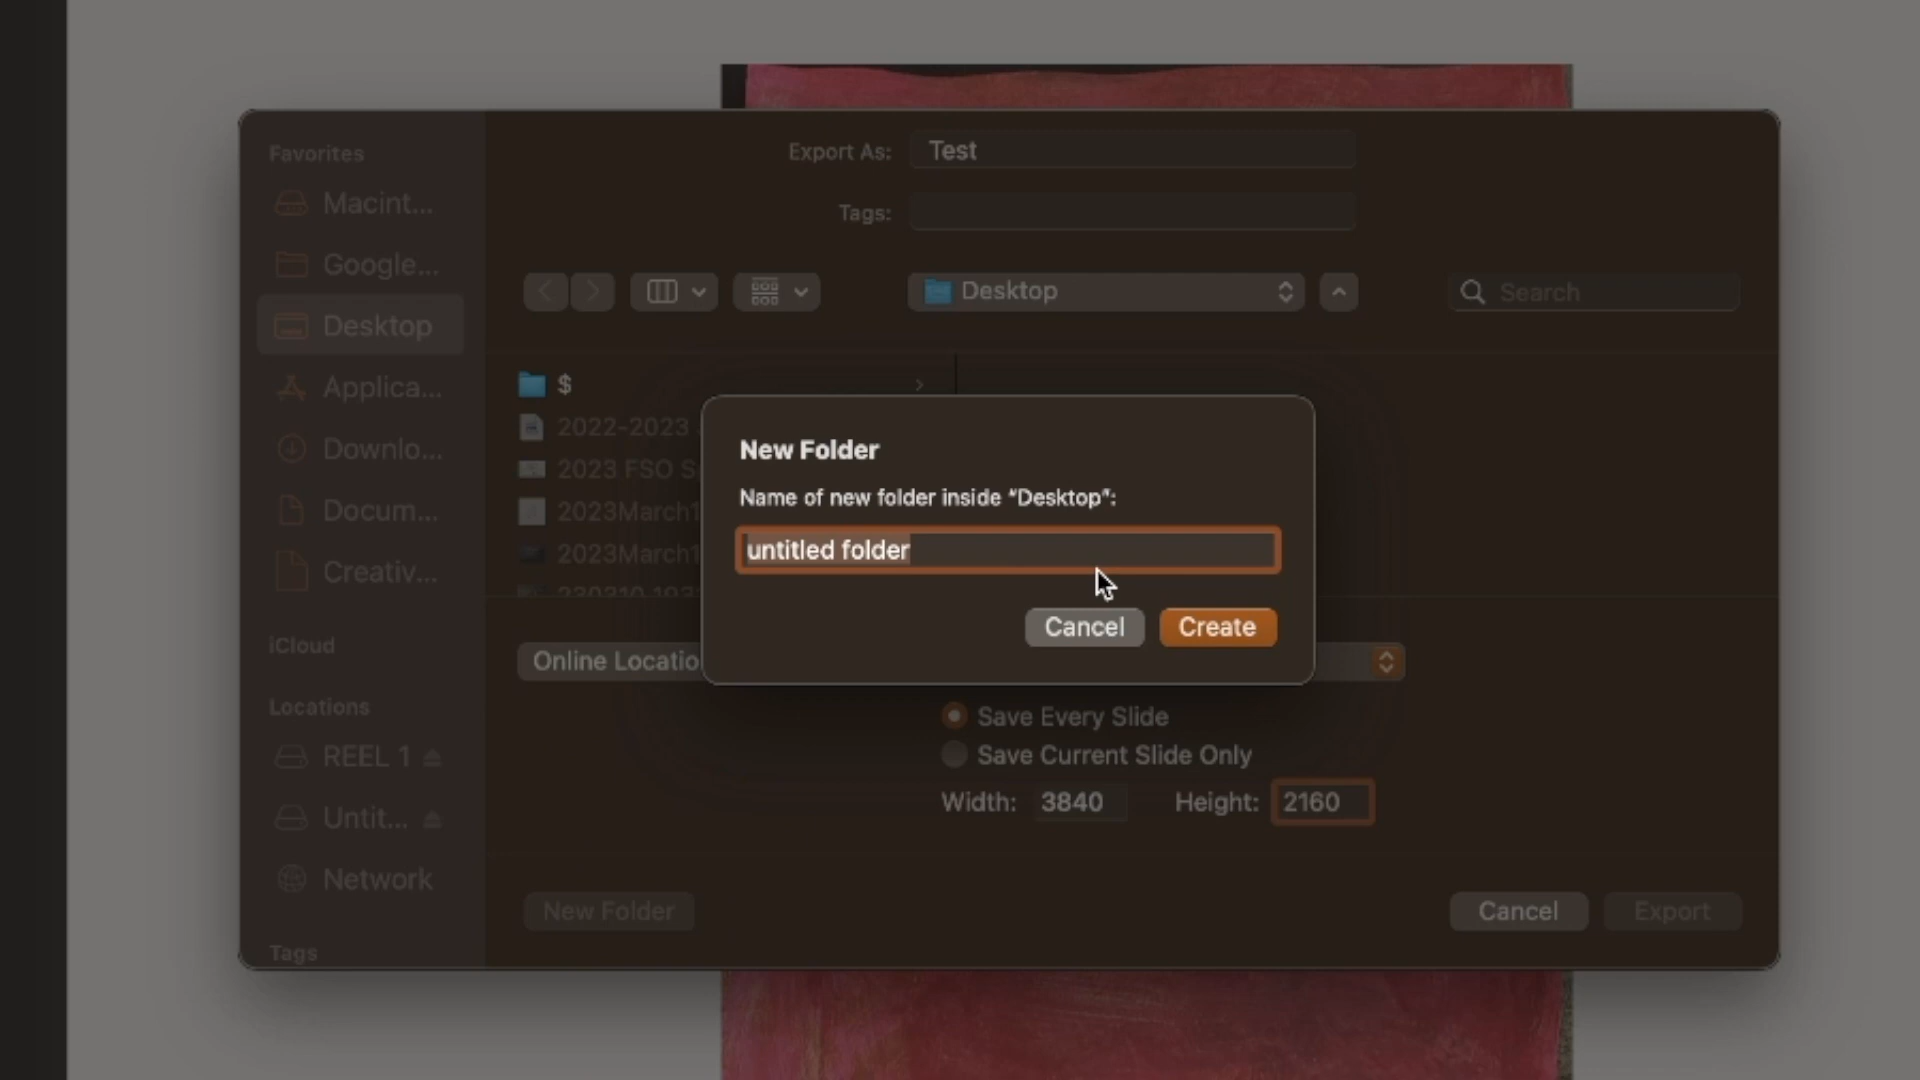 Favorites
Macint...
Google...
Desktop
Applica...
Downlo...
Docum...
Creativ...
iCloud
Locations
REEL 1
Untit...
Network
Tags
Export As: Test
Tags:
Desktop
Search
$
2022-2023
2023 FSO S
2023March1
2023March1
New Folder
Name of new folder inside “Desktop”:
untitled folder
Cancel Create
Online Locatio
Save Every Slide
Save Current Slide Only
Width: 3840 Height: 2160
New Folder Cancel Export